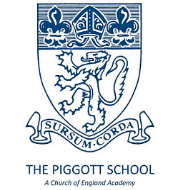 SURSUM·CORDA
THE PIGGOTT SCHOOL
A Church of England Academy